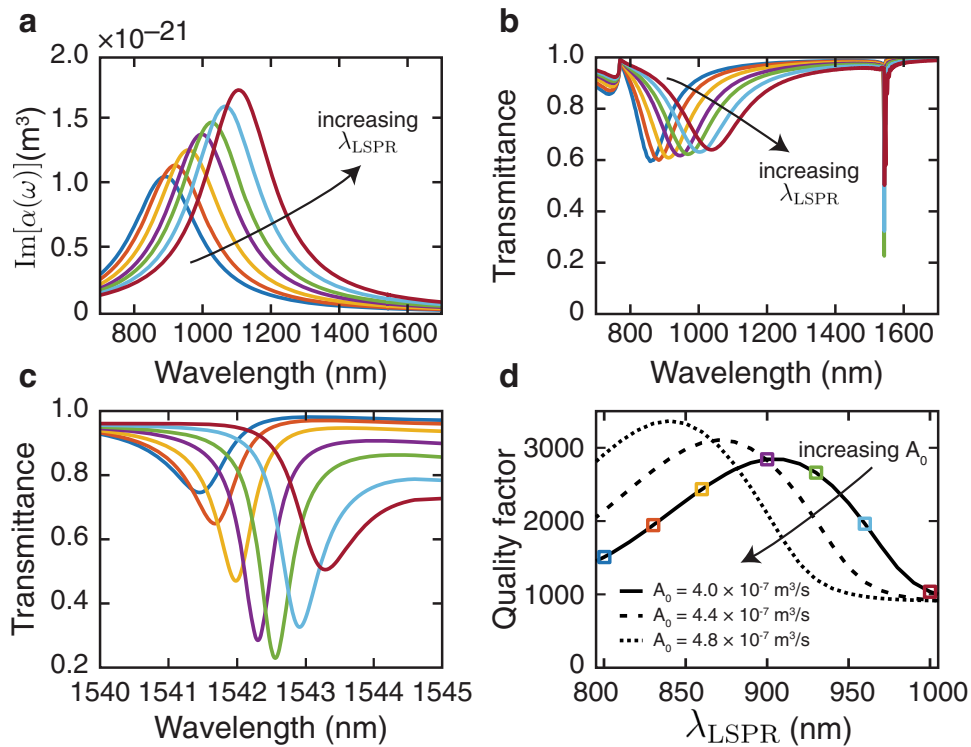 a
×10−21
2.0
1.5
1.0
0.5
0
Im[α(ω)](m³)
increasing
λLSPR
800 1000 1200 1400 1600
Wavelength (nm)
b
1.0
0.8
0.6
0.4
0.2
0
Transmittance
increasing
λLSPR
800 1000 1200 1400 1600
Wavelength (nm)
c
1.0
0.8
0.6
0.4
0.2
Transmittance
1540 1541 1542 1543 1544 1545
Wavelength (nm)
d
3000
2000
1000
0
Quality factor
increasing A₀
A₀ = 4.0 × 10⁻⁷ m³/s
A₀ = 4.4 × 10⁻⁷ m³/s
A₀ = 4.8 × 10⁻⁷ m³/s
800 850 900 950 1000
λLSPR (nm)